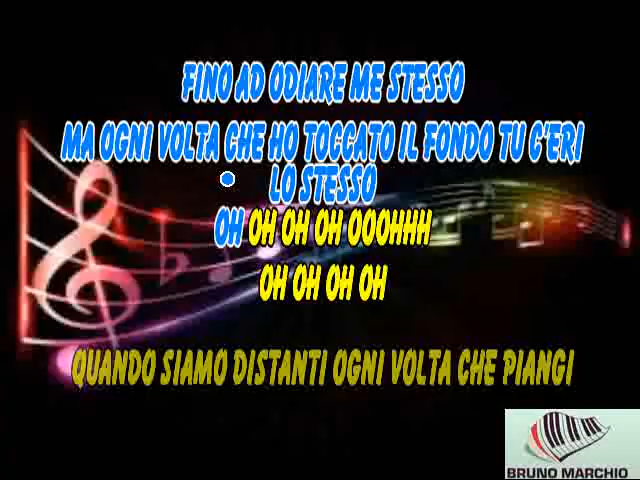 FINO AD ODIARE ME STESSO
MA OGNI VOLTA CHE HO TOCCATO IL FONDO TU C'ERI
LO STESSO
OH OH OH OH OOOHHH
OH OH OH OH
QUANDO SIAMO DISTANTI OGNI VOLTA CHE PIANGI
BRUNO MARCHIO